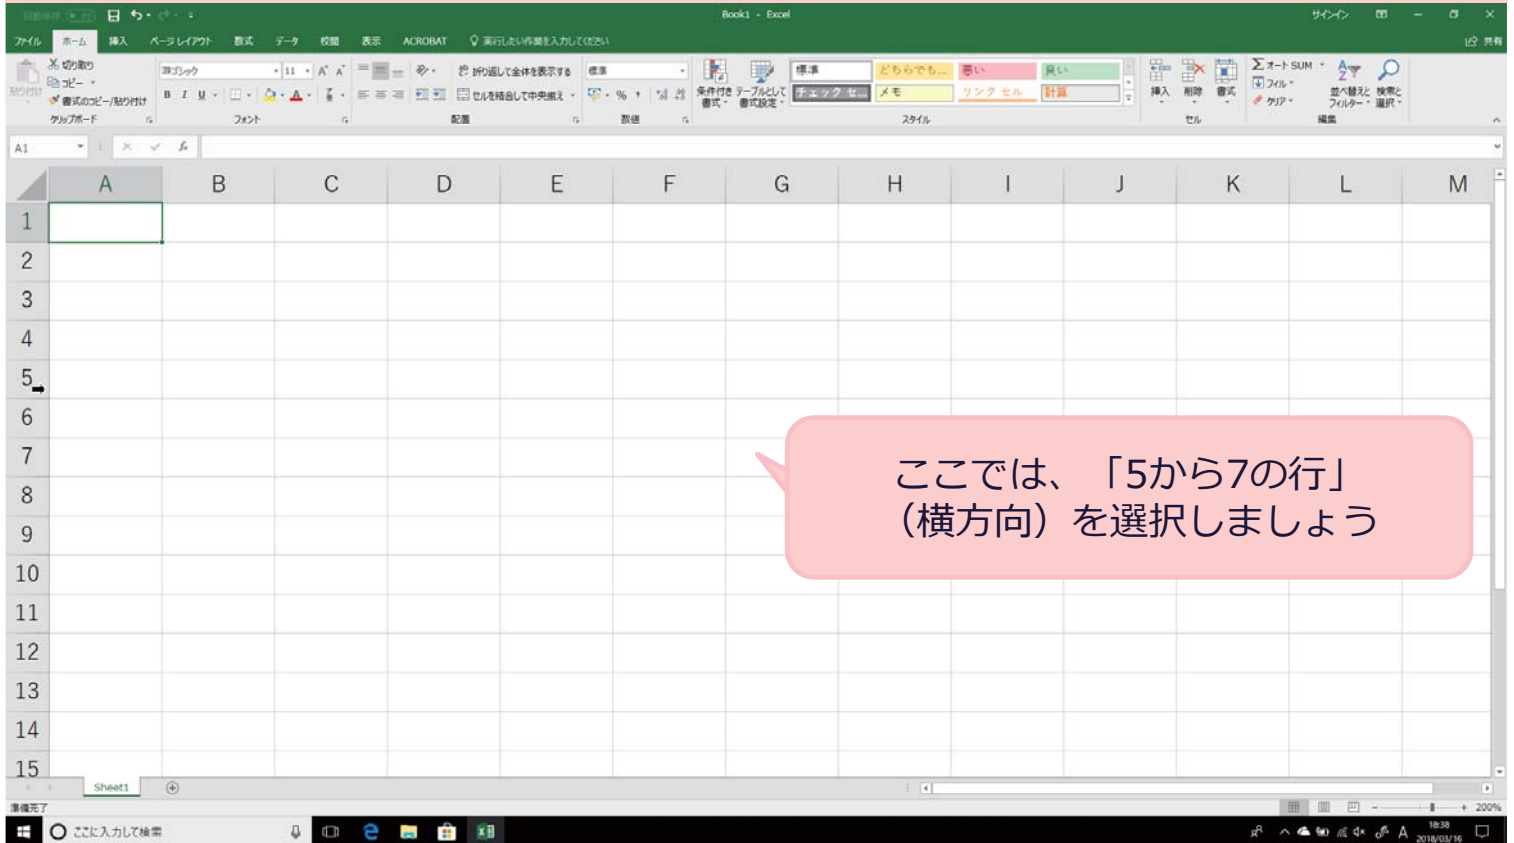 Book1 - Excel
サインイン
ファイル ホーム 挿入 ページ レイアウト 数式 データ 校閲 表示 ACROBAT 実行したい作業を入力してください 共有
切り取り
コピー
書式のコピー/貼り付け
クリップボード
11
B I U
フォント
折り返して全体を表示する
セルを結合して中央揃え
配置
標準
%
数値
条件付き書式
テーブルとして書式設定
標準 どちらでも... 悪い 良い
チェック セ... メモ リンク セル 計算
スタイル
挿入 削除 書式
セル
Σ オート SUM
フィル
クリア
並べ替えと フィルター
検索と 選択
編集
A1
fx
A B C D E F G H I J K L M
1
2
3
4
5
6
7
8
9
10
11
12
13
14
15
ここでは、「5から7の行」
（横方向）を選択しましょう
Sheet1
準備完了
200%
ここに入力して検索
A
18:38
2018/03/16